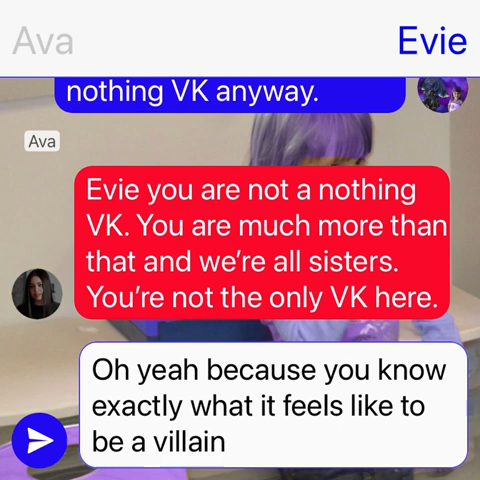 Ava
Evie
nothing VK anyway.
Ava
Evie you are not a nothing
VK. You are much more than
that and we’re all sisters.
You’re not the only VK here.
Oh yeah because you know
exactly what it feels like to
be a villain